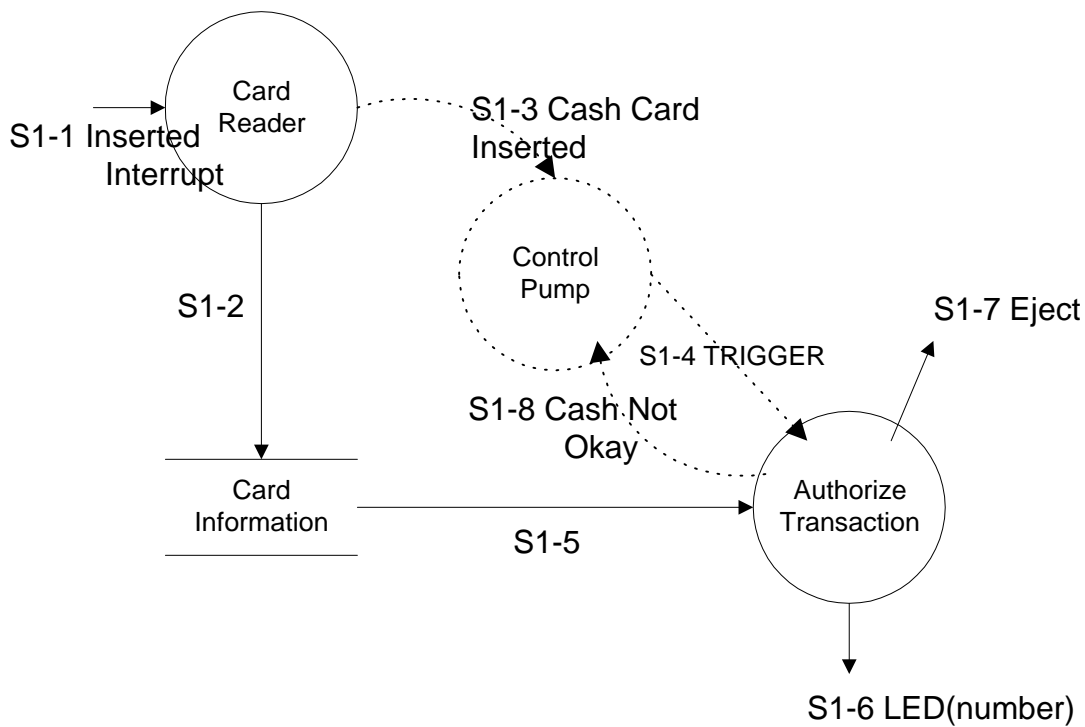 Card
Reader
S1-1 Inserted
Interrupt
S1-3 Cash Card
Inserted
Control
Pump
S1-2
S1-7 Eject
S1-4 TRIGGER
S1-8 Cash Not
Okay
Card
Information
Authorize
Transaction
S1-5
S1-6 LED(number)